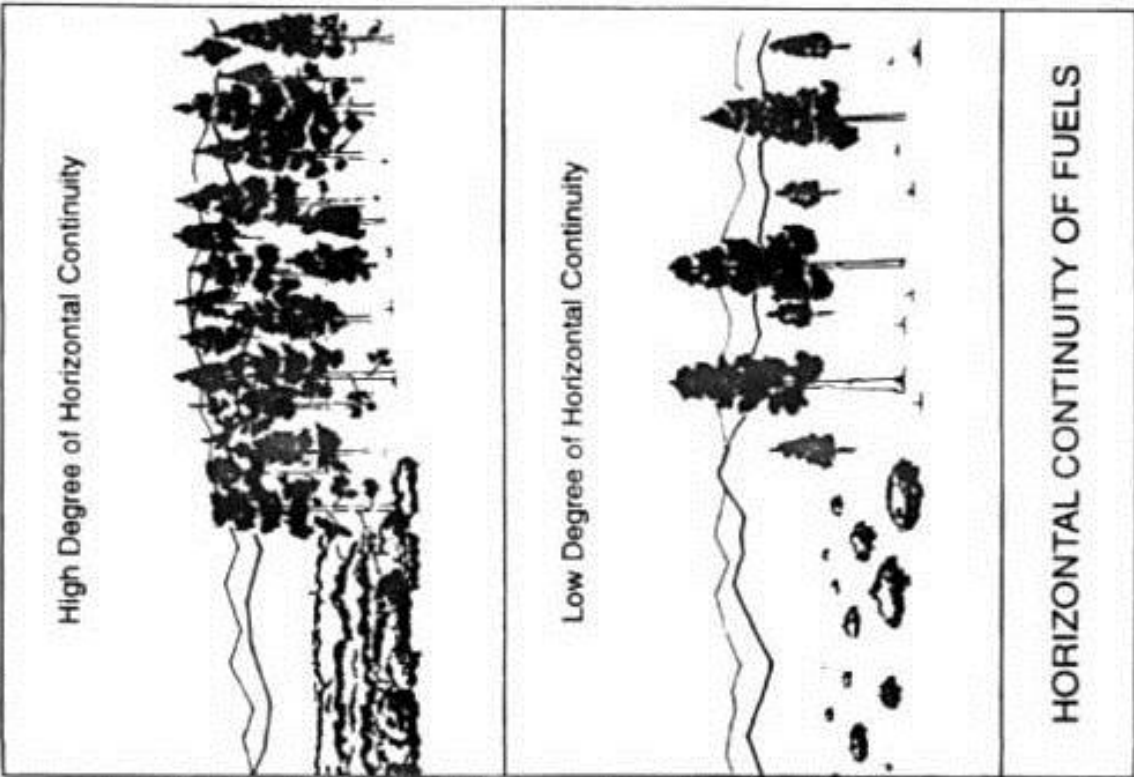 High Degree of Horizontal Continuity
Low Degree of Horizontal Continuity
HORIZONTAL CONTINUITY OF FUELS